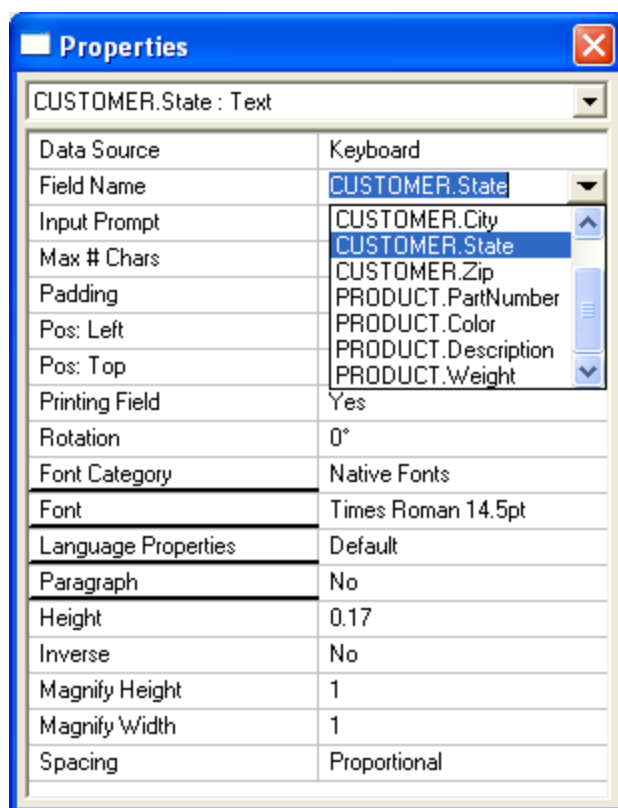 Properties
CUSTOMER.State : Text
Data Source Keyboard
Field Name CUSTOMER.State
Input Prompt
CUSTOMER.City
CUSTOMER.State
Max # Chars
CUSTOMER.Zip
Padding
PRODUCT.PartNumber
Pos: Left
PRODUCT.Color
PRODUCT.Description
Pos: Top
PRODUCT.Weight
Printing Field Yes
Rotation 0°
Font Category Native Fonts
Font Times Roman 14.5pt
Language Properties Default
Paragraph No
Height 0.17
Inverse No
Magnify Height 1
Magnify Width 1
Spacing Proportional